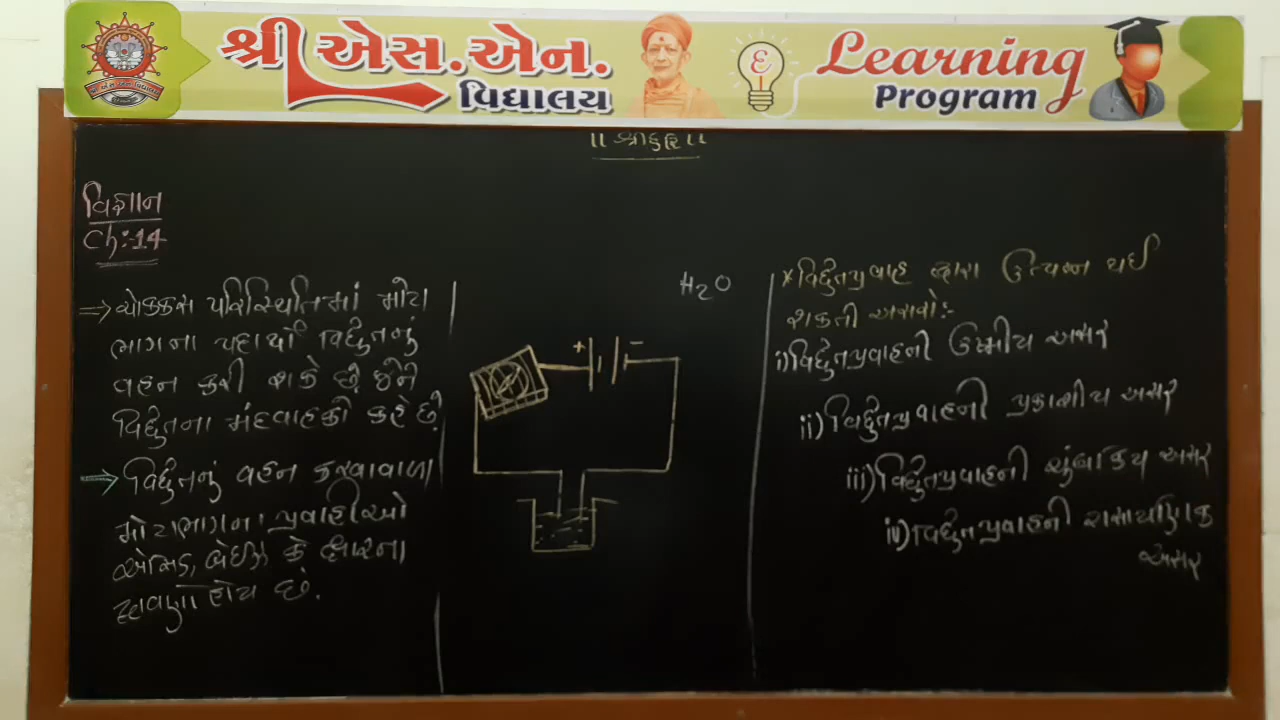 શ્રી એસ. એન.
વિદ્યાલય
ε
Learning
Program
॥ શ્રીહરિ ॥
વિજ્ઞાન
Ch:-14
⇒ ચોક્કસ પરિસ્થિતિમાં મોટા
ભાગના પદાર્થો વિદ્યુતનું
વહન કરી શકે છે. જેને
વિદ્યુતના મંદવાહકો કહે છે.
⇒ વિદ્યુતનું વહન કરવાવાળા
મોટાભાગના પ્રવાહીઓ
એસિડ, બેઈઝ કે ક્ષારના
દ્રાવણો હોય છે.
H₂O
+ −
* વિદ્યુતપ્રવાહ દ્વારા ઉત્પન્ન થઈ
શકતી અસરો:-
i) વિદ્યુતપ્રવાહની ઉષ્મીય અસર
ii) વિદ્યુતપ્રવાહની પ્રકાશીય અસર
iii) વિદ્યુતપ્રવાહની ચુંબકિય અસર
iv) વિદ્યુતપ્રવાહની રાસાયણિક
અસર